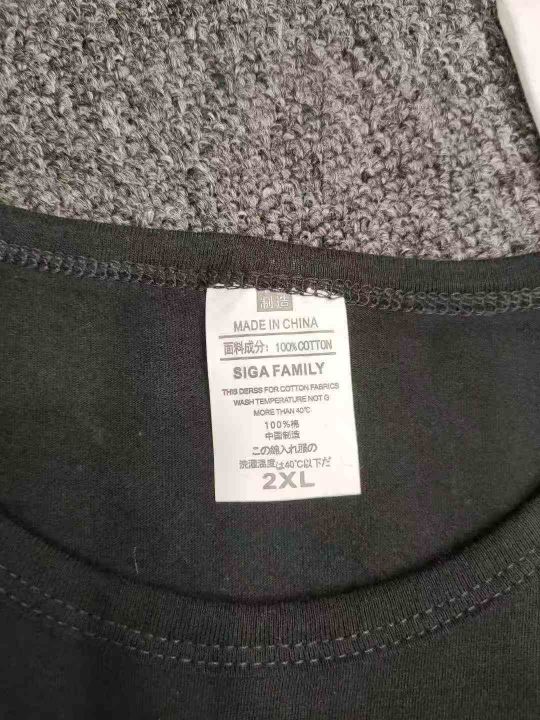 制造
MADE IN CHINA
面料成分：100%COTTON
SIGA FAMILY
THIS DERSS FOR COTTON FABRICS
WASH TEMPERATURE NOT G
MORE THAN 40℃
100%棉
中国制造
この綿入れ服の
洗濯温度は40℃以下だ
2XL